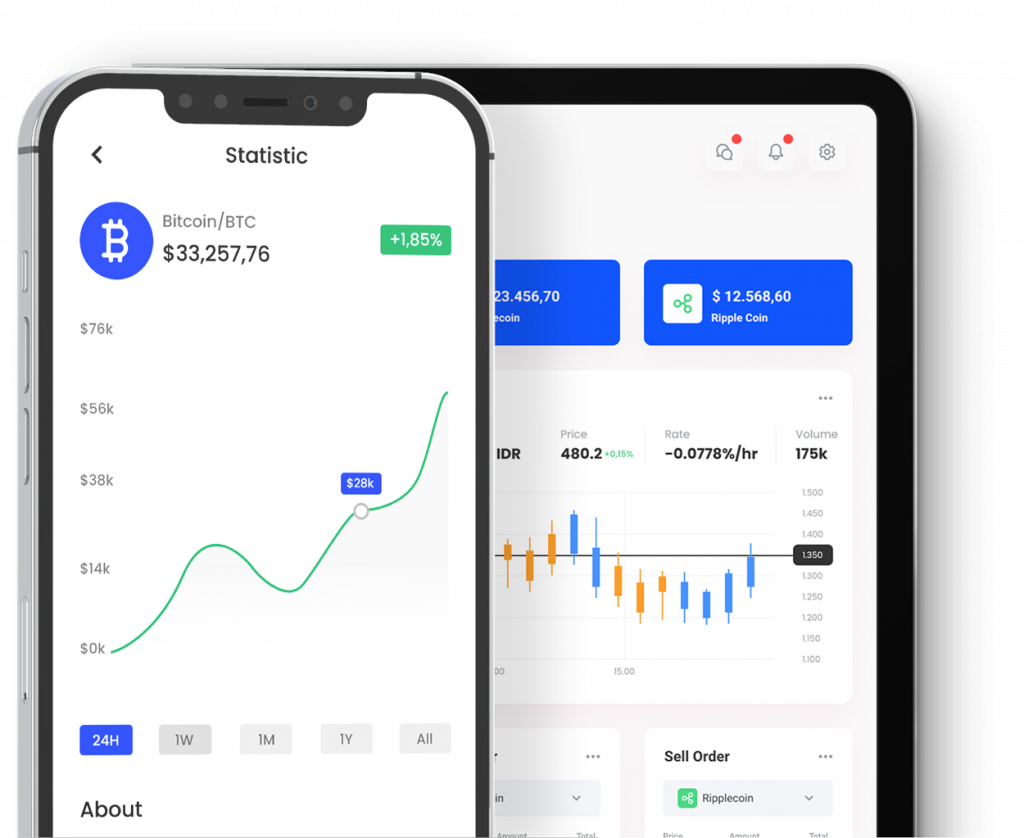 Statistic
Bitcoin/BTC
$33,257,76
+1,85%
$76k
$56k
$38k
$28k
$14k
$0k
24H
1W
1M
1Y
All
About
23.456,70
ecoin
$ 12.568,60
Ripple Coin
IDR
Price
480.2 +0,15%
Rate
-0.0778%/hr
Volume
175k
1.500
1.450
1.400
1.350
1.300
1.250
1.200
1.150
1.100
00
15.00
r
in
Amount
Total
Sell Order
Ripplecoin
Price
Amount
Total